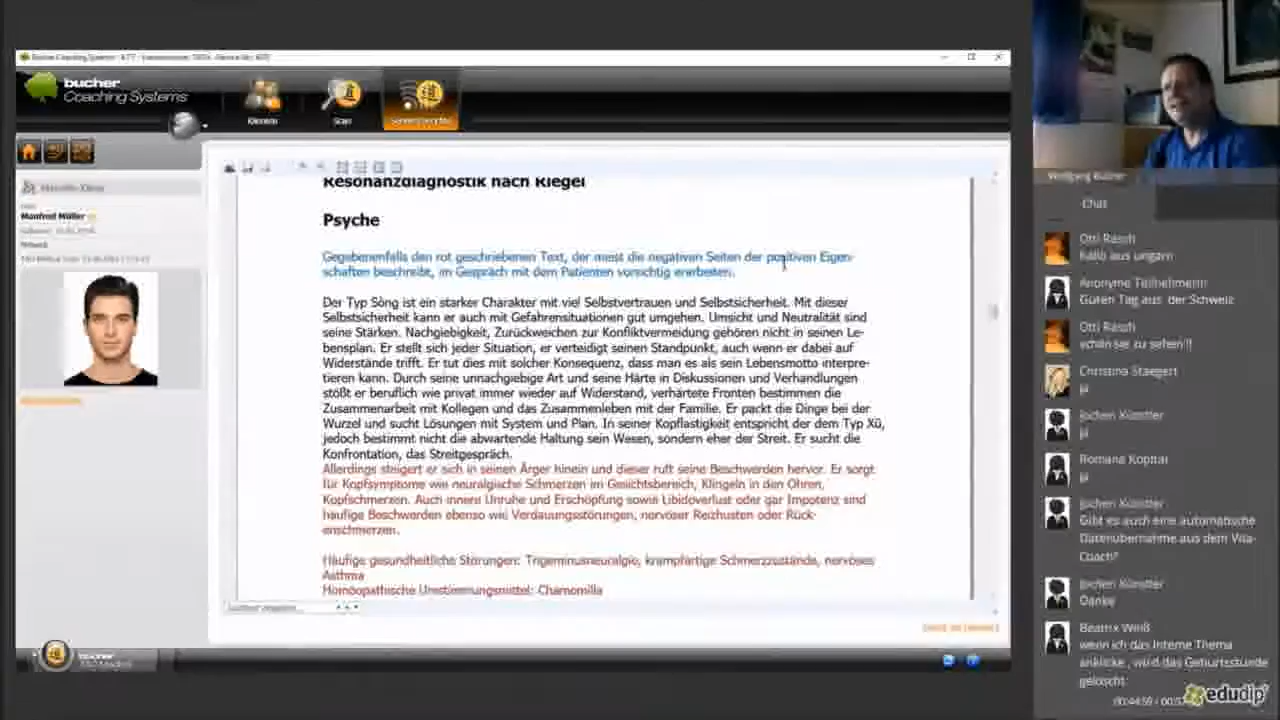 bucher
Coaching Systems
Klienten
Start
Manfred Müller
Resonanzdiagnostik nach Riegel
Psyche
Gegebenenfalls den rot geschriebenen Text, der meist die negativen Seiten der positiven Eigen-
schaften beschreibt, im Gespräch mit dem Patienten vorsichtig erarbeiten.
Der Typ Sòng ist ein starker Charakter mit viel Selbstvertrauen und Selbstsicherheit. Mit dieser
Selbstsicherheit kann er auch mit Gefahrensituationen gut umgehen. Umsicht und Neutralität sind
seine Stärken. Nachgiebigkeit, Zurückweichen zur Konfliktvermeidung gehören nicht in seinen Le-
bensplan. Er stellt sich jeder Situation, er verteidigt seinen Standpunkt, auch wenn er dabei auf
Widerstände trifft. Er tut dies mit solcher Konsequenz, dass man es als sein Lebensmotto interpre-
tieren kann. Durch seine unnachgiebige Art und seine Härte in Diskussionen und Verhandlungen
stößt er beruflich wie privat immer wieder auf Widerstand, verhärtete Fronten bestimmen die
Zusammenarbeit mit Kollegen und das Zusammenleben mit der Familie. Er packt die Dinge bei der
Wurzel und sucht Lösungen mit System und Plan. In seiner Kopflastigkeit entspricht er dem Typ Xū,
jedoch bestimmt nicht die abwartende Haltung sein Wesen, sondern eher der Streit. Er sucht die
Konfrontation, das Streitgespräch.
Allerdings steigert er sich in seinen Ärger hinein und dieser ruft seine Beschwerden hervor. Er sorgt
für Kopfsymptome wie neuralgische Schmerzen im Gesichtsbereich, Klingeln in den Ohren,
Kopfschmerzen. Auch innere Unruhe und Erschöpfung sowie Libidoverlust oder gar Impotenz sind
häufige Beschwerden ebenso wie Verdauungsstörungen, nervöser Reizhusten oder Rück-
enschmerzen.
Häufige gesundheitliche Störungen: Trigeminusneuralgie, krampfartige Schmerzzustände, nervöses
Asthma
Homöopathische Umstimmungsmittel: Chamomilla
bucher
Chat
Otti Rasch
hallo aus ungarn
Anonyme Teilnehmerin
Guten Tag aus der Schweiz
Otti Rasch
schön sie zu sehen!!
Christina Staegert
ja
Jochen Künstler
ja
Romana Kopitar
ja
Jochen Künstler
Gibt es auch eine automatische
Datenübernahme aus dem Vita-
Coach?
Jochen Künstler
Danke
Beatrix Weiß
wenn ich das Interne Thema
anklicke , wird das Geburtsstunde
gelöscht
edudip